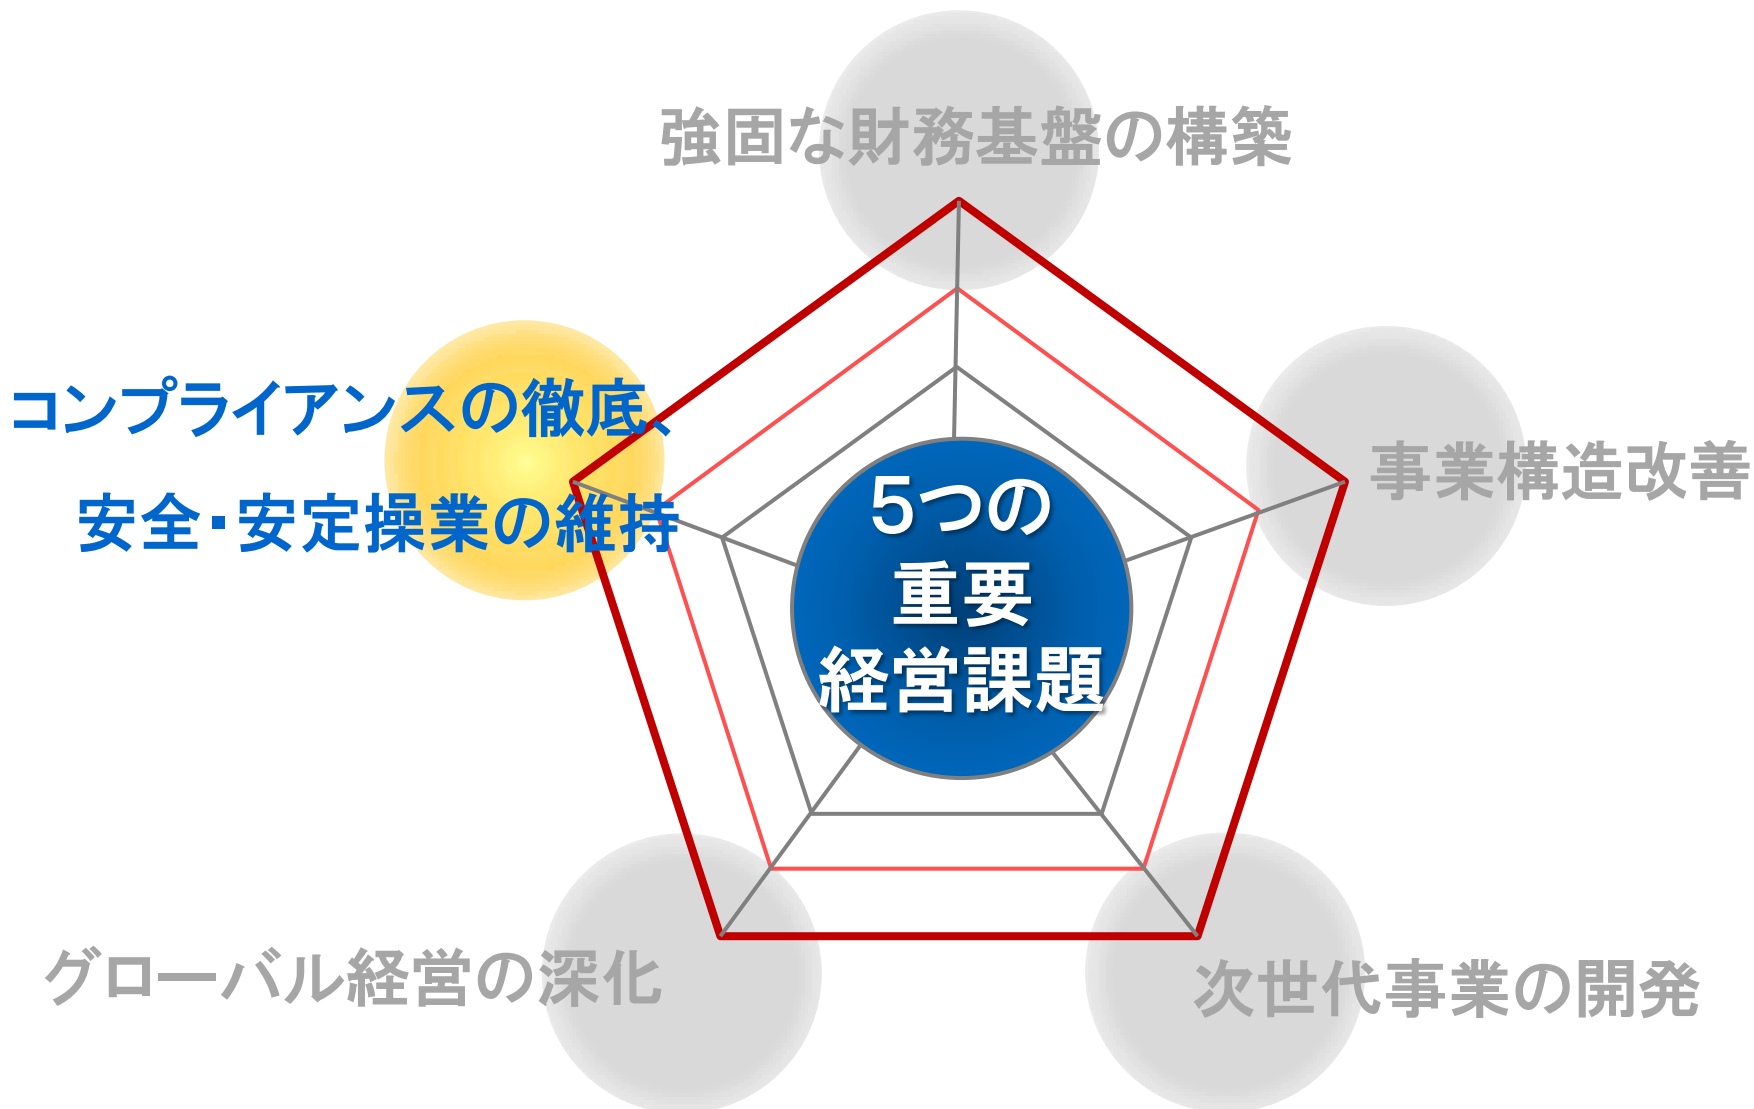 強固な財務基盤の構築
コンプライアンスの徹底、
安全・安定操業の維持
事業構造改善
5つの
重要
経営課題
グローバル経営の深化
次世代事業の開発